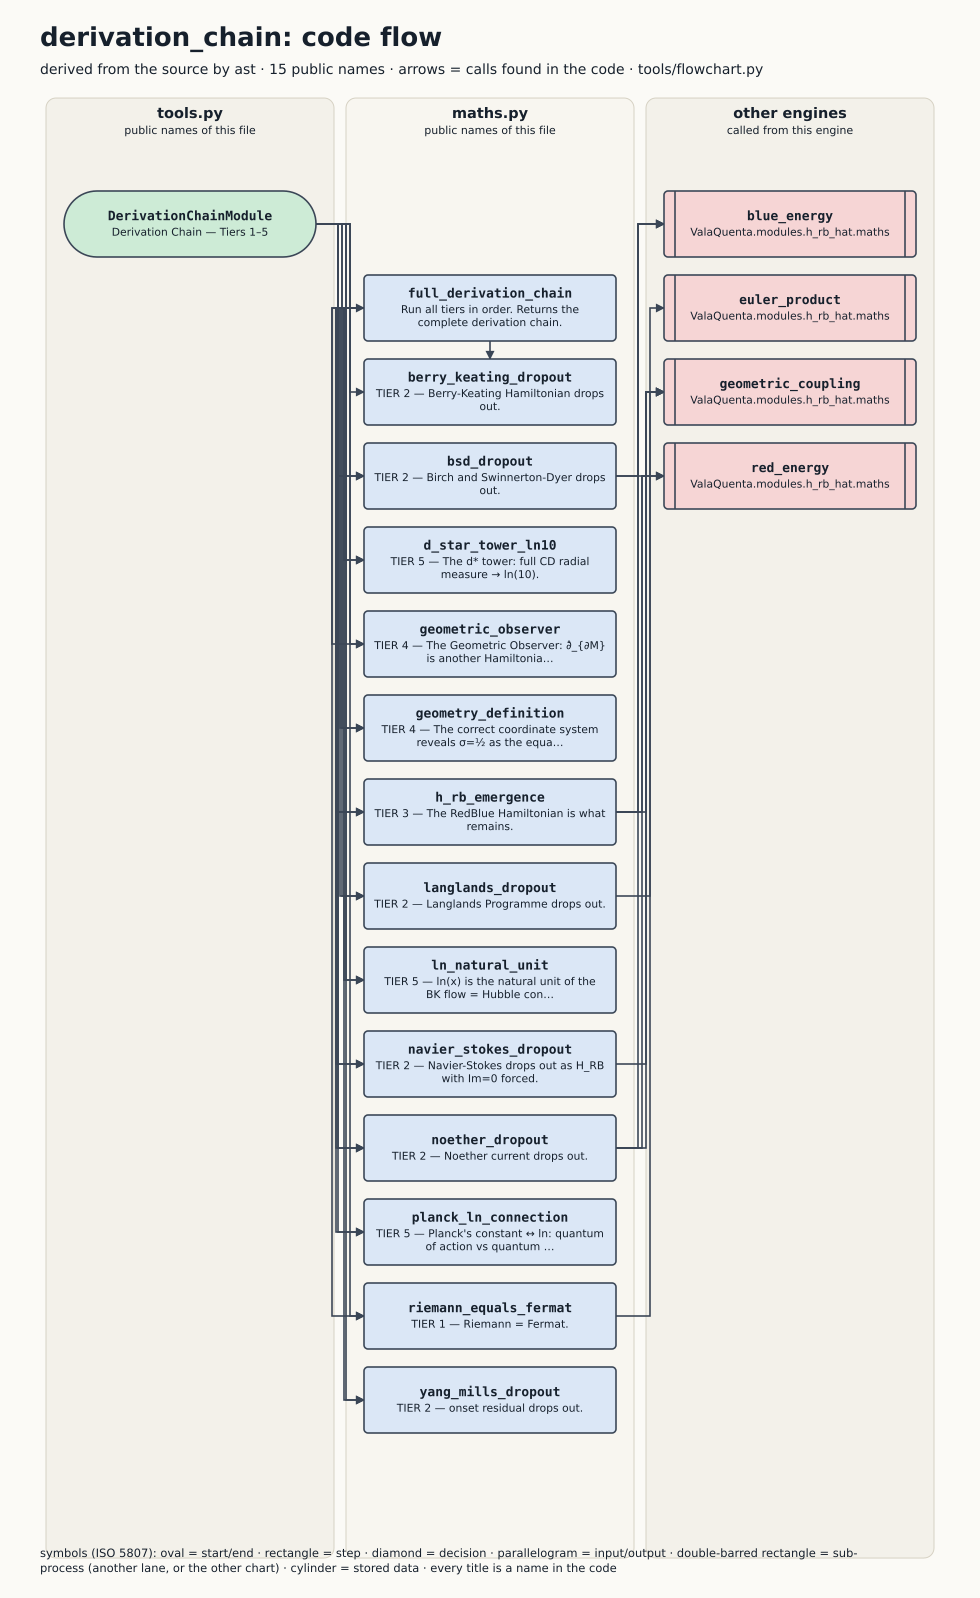 derivation_chain: code flow
derived from the source by ast · 15 public names · arrows = calls found in the code · tools/flowchart.py
tools.py
public names of this file
maths.py
public names of this file
other engines
called from this engine
DerivationChainModule
Derivation Chain — Tiers 1–5
blue_energy
ValaQuenta.modules.h_rb_hat.maths
full_derivation_chain
Run all tiers in order. Returns the
complete derivation chain.
euler_product
ValaQuenta.modules.h_rb_hat.maths
berry_keating_dropout
TIER 2 — Berry-Keating Hamiltonian drops
out.
geometric_coupling
ValaQuenta.modules.h_rb_hat.maths
bsd_dropout
TIER 2 — Birch and Swinnerton-Dyer drops
out.
red_energy
ValaQuenta.modules.h_rb_hat.maths
d_star_tower_ln10
TIER 5 — The d* tower: full CD radial
measure → ln(10).
geometric_observer
TIER 4 — The Geometric Observer: ∂̂_{∂M}
is another Hamiltonia…
geometry_definition
TIER 4 — The correct coordinate system
reveals σ=½ as the equa…
h_rb_emergence
TIER 3 — The RedBlue Hamiltonian is what
remains.
langlands_dropout
TIER 2 — Langlands Programme drops out.
ln_natural_unit
TIER 5 — ln(x) is the natural unit of the
BK flow = Hubble con…
navier_stokes_dropout
TIER 2 — Navier-Stokes drops out as H_RB
with Im=0 forced.
noether_dropout
TIER 2 — Noether current drops out.
planck_ln_connection
TIER 5 — Planck's constant ↔ ln: quantum
of action vs quantum …
riemann_equals_fermat
TIER 1 — Riemann = Fermat.
yang_mills_dropout
TIER 2 — onset residual drops out.
symbols (ISO 5807): oval = start/end · rectangle = step · diamond = decision · parallelogram = input/output · double-barred rectangle = sub-
process (another lane, or the other chart) · cylinder = stored data · every title is a name in the code